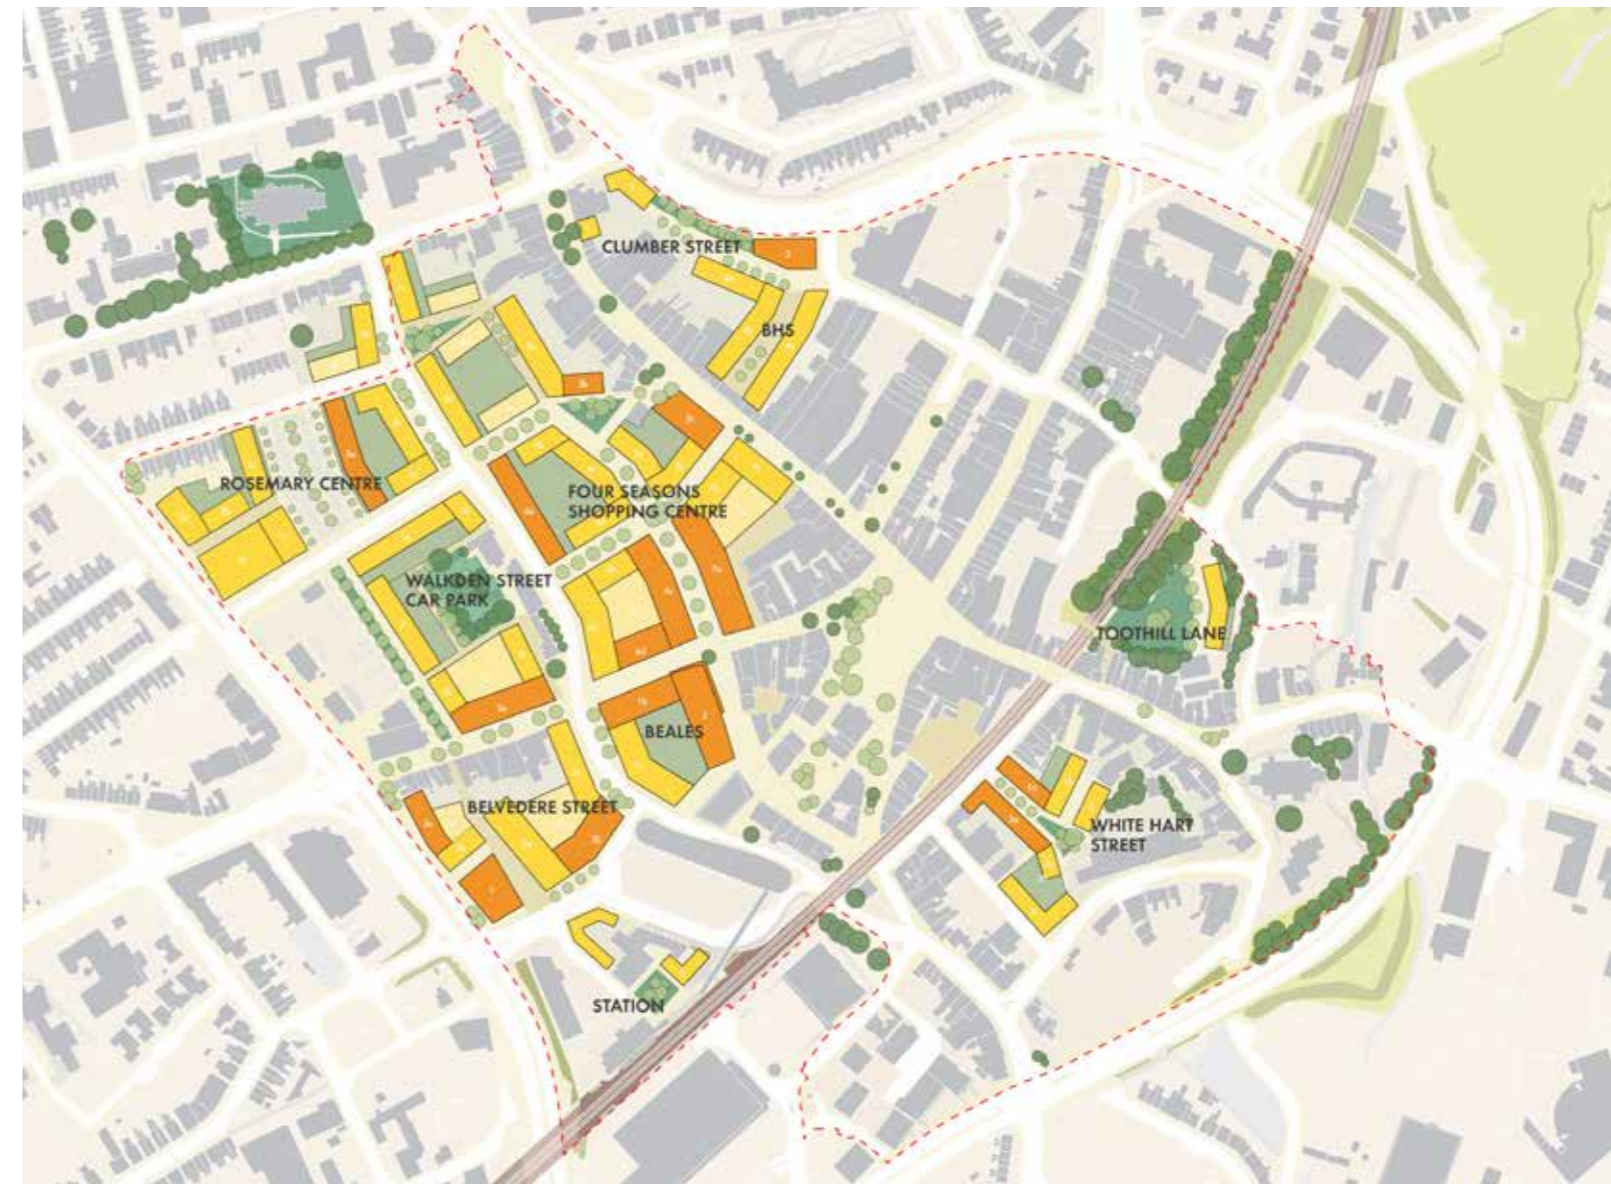 CLUMBER STREET
BHS
ROSEMARY CENTRE
FOUR SEASONS
SHOPPING CENTRE
WALKDEN STREET
CAR PARK
TOOTHILL LANE
BEALES
BELVEDERE STREET
WHITE HART
STREET
STATION